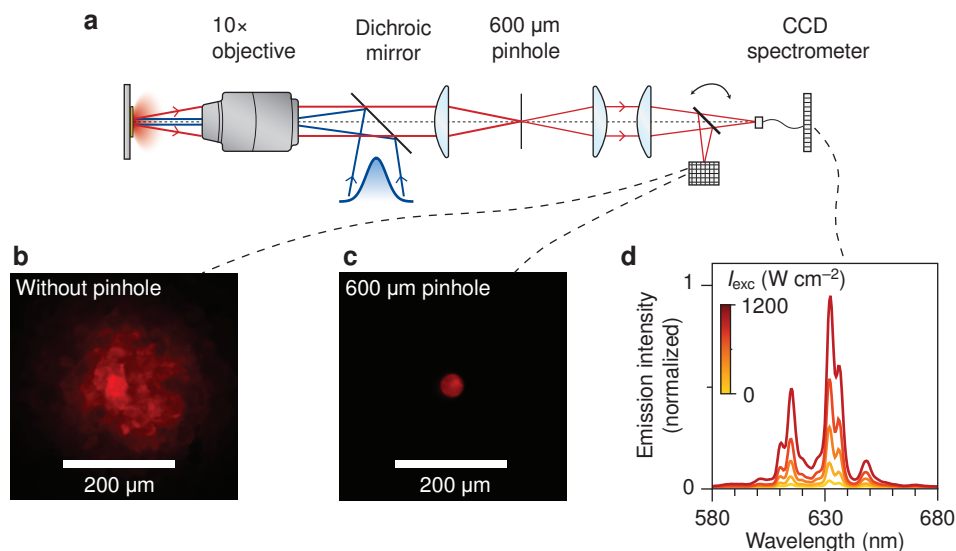 a
10×
objective
Dichroic
mirror
600 µm
pinhole
CCD
spectrometer
b
Without pinhole
200 µm
c
600 µm pinhole
200 µm
d
I_exc (W cm⁻²)
1200
0
Emission intensity
(normalized)
1
0
580
630
680
Wavelength (nm)